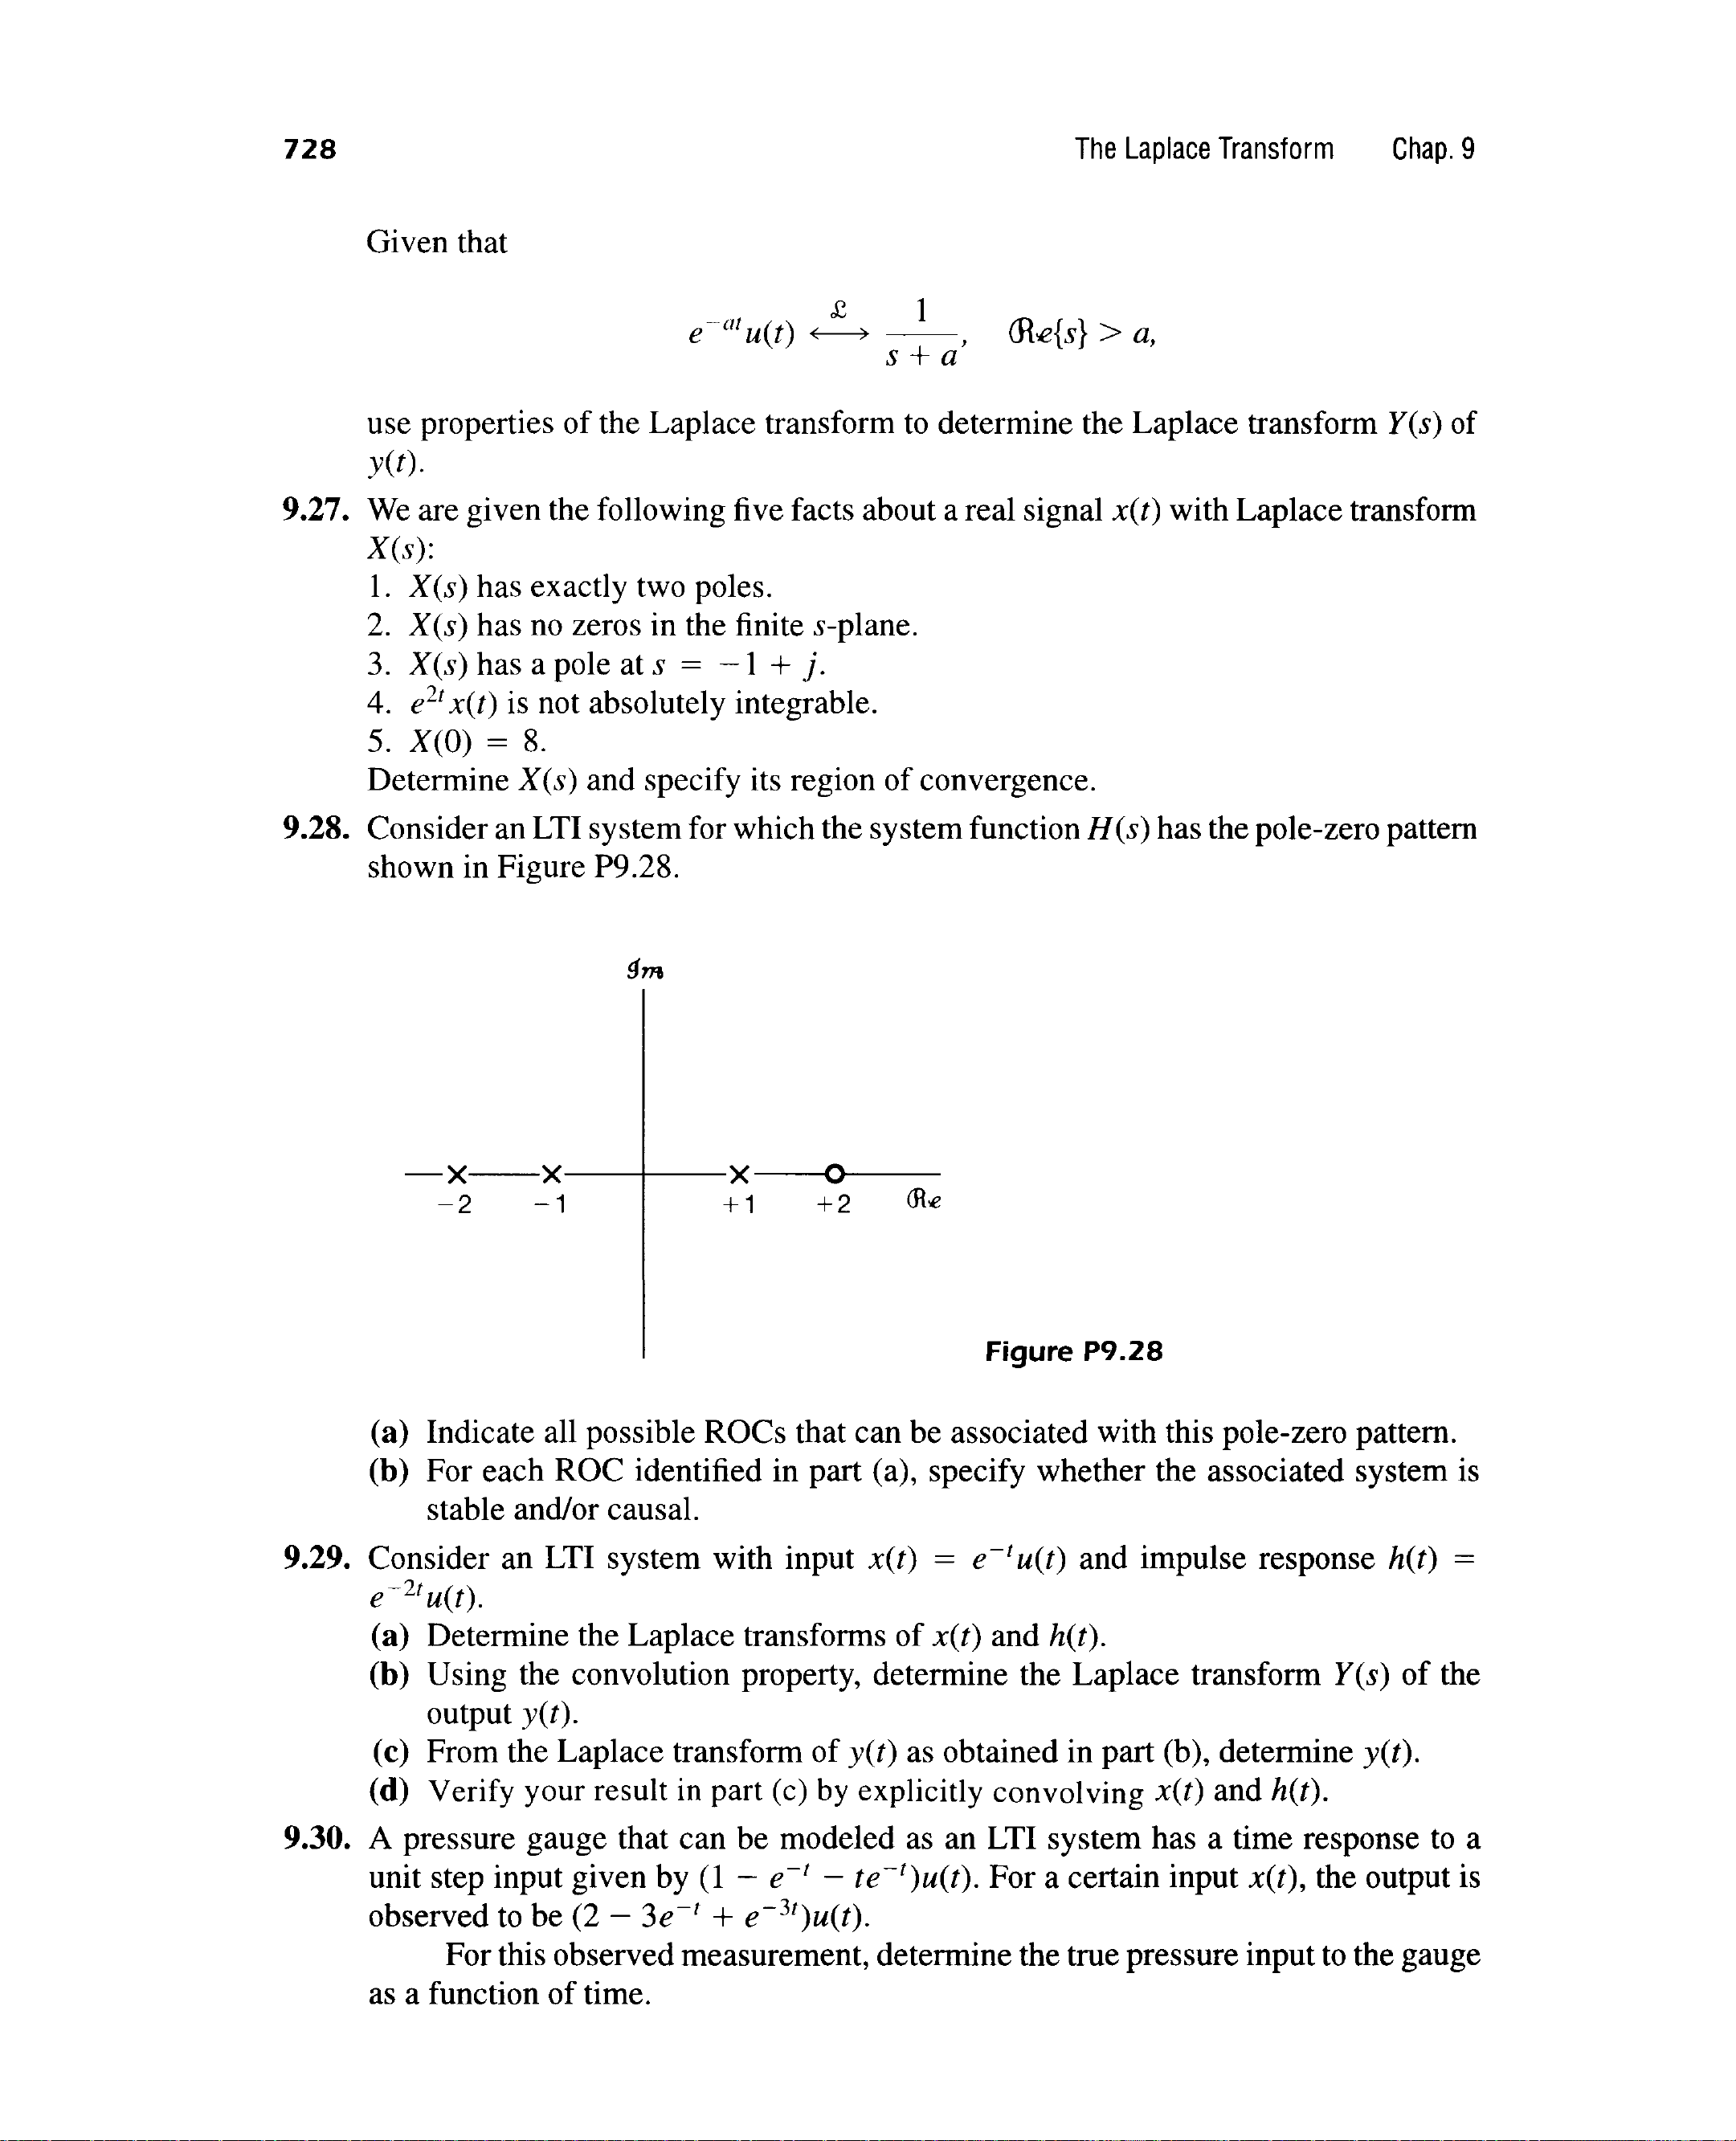 728 The Laplace Transform Chap. 9
Given that
e^{-at}u(t) ⟷^{ℒ} 1/(s + a), ℛe{s} > a,
use properties of the Laplace transform to determine the Laplace transform Y(s) of
y(t).
9.27. We are given the following five facts about a real signal x(t) with Laplace transform
X(s):
1. X(s) has exactly two poles.
2. X(s) has no zeros in the finite s-plane.
3. X(s) has a pole at s = −1 + j.
4. e^{2t}x(t) is not absolutely integrable.
5. X(0) = 8.
Determine X(s) and specify its region of convergence.
9.28. Consider an LTI system for which the system function H(s) has the pole-zero pattern
shown in Figure P9.28.
ℐm
−2 −1 +1 +2 ℛe
Figure P9.28
(a) Indicate all possible ROCs that can be associated with this pole-zero pattern.
(b) For each ROC identified in part (a), specify whether the associated system is
stable and/or causal.
9.29. Consider an LTI system with input x(t) = e^{-t}u(t) and impulse response h(t) =
e^{-2t}u(t).
(a) Determine the Laplace transforms of x(t) and h(t).
(b) Using the convolution property, determine the Laplace transform Y(s) of the
output y(t).
(c) From the Laplace transform of y(t) as obtained in part (b), determine y(t).
(d) Verify your result in part (c) by explicitly convolving x(t) and h(t).
9.30. A pressure gauge that can be modeled as an LTI system has a time response to a
unit step input given by (1 − e^{-t} − te^{-t})u(t). For a certain input x(t), the output is
observed to be (2 − 3e^{-t} + e^{-3t})u(t).
For this observed measurement, determine the true pressure input to the gauge
as a function of time.